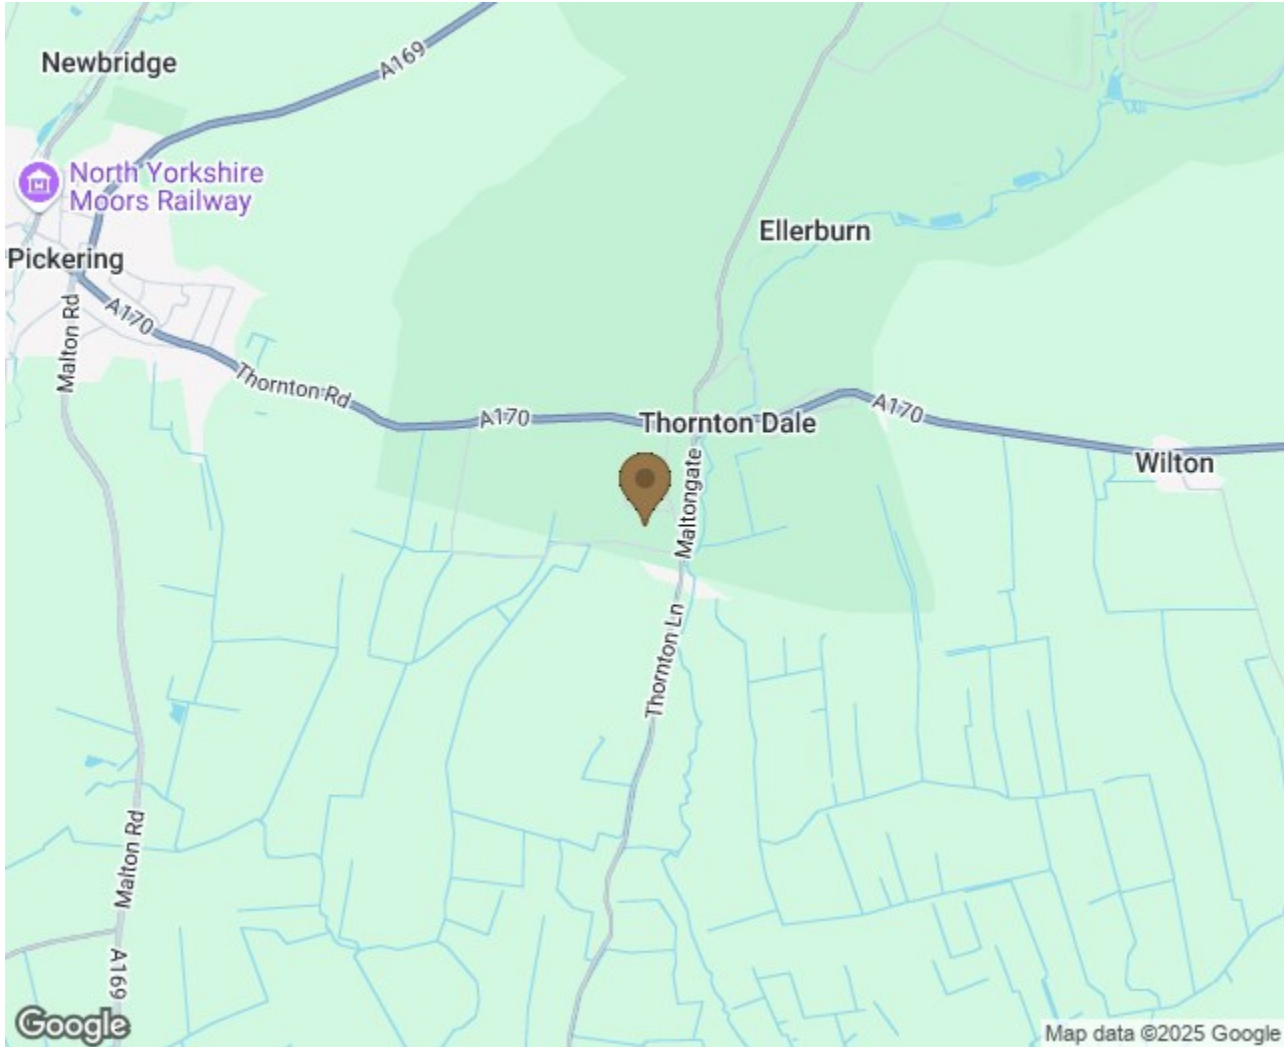 A169
Newbridge
North Yorkshire
Moors Railway
Ellerburn
Pickering
A170
Malton Rd
Thornton Rd
A170
Thornton Dale
A170
Wilton
Maltongate
Thornton Ln
Malton Rd
A169
Google
Map data ©2025 Google